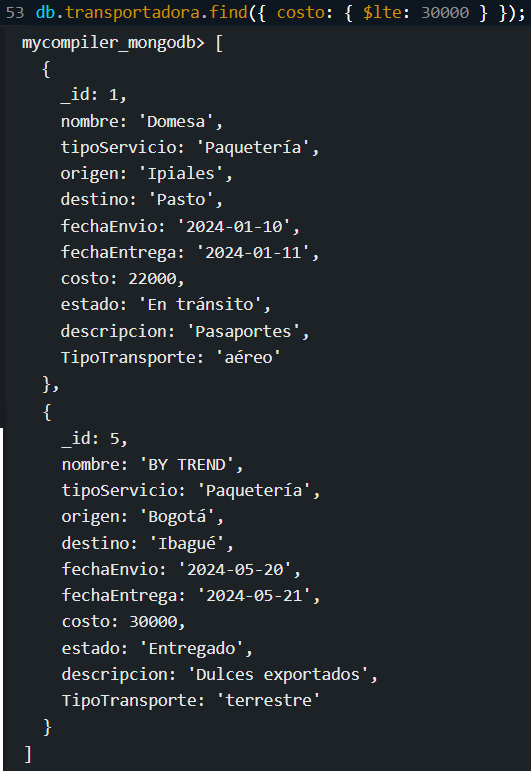 53 db.transportadora.find({ costo: { $lte: 30000 } });
mycompiler_mongodb> [
{
_id: 1,
nombre: 'Domesa',
tipoServicio: 'Paquetería',
origen: 'Ipiales',
destino: 'Pasto',
fechaEnvio: '2024-01-10',
fechaEntrega: '2024-01-11',
costo: 22000,
estado: 'En tránsito',
descripcion: 'Pasaportes',
TipoTransporte: 'aéreo'
},
{
_id: 5,
nombre: 'BY TREND',
tipoServicio: 'Paquetería',
origen: 'Bogotá',
destino: 'Ibagué',
fechaEnvio: '2024-05-20',
fechaEntrega: '2024-05-21',
costo: 30000,
estado: 'Entregado',
descripcion: 'Dulces exportados',
TipoTransporte: 'terrestre'
}
]